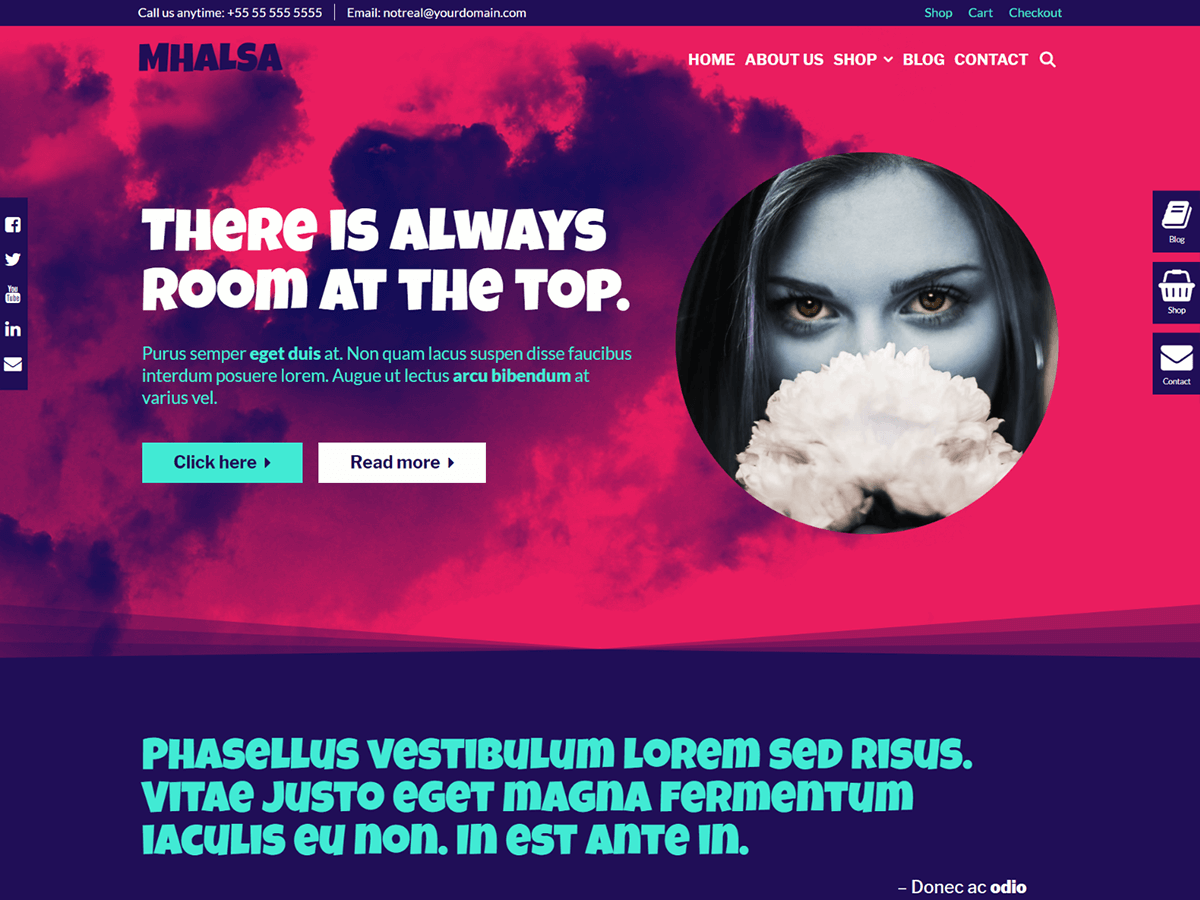 Call us anytime: +55 55 555 5555 Email: notreal@yourdomain.com Shop Cart Checkout
MHALSA HOME ABOUT US SHOP BLOG CONTACT
There is always
room at the top.
Purus semper eget duis at. Non quam lacus suspen disse faucibus
interdum posuere lorem. Augue ut lectus arcu bibendum at
varius vel.
Click here Read more
You
Tube
Blog
Shop
Contact
Phasellus vestibulum lorem sed risus.
Vitae justo eget magna fermentum
iaculis eu non. In est ante in.
– Donec ac odio